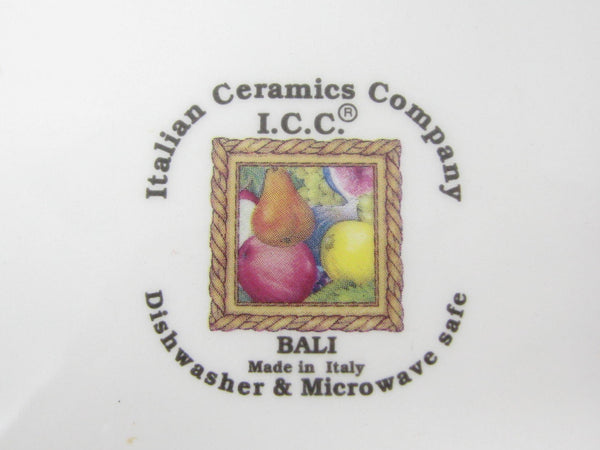 Italian Ceramics Company
I.C.C.®
BALI
Made in Italy
Dishwasher & Microwave safe